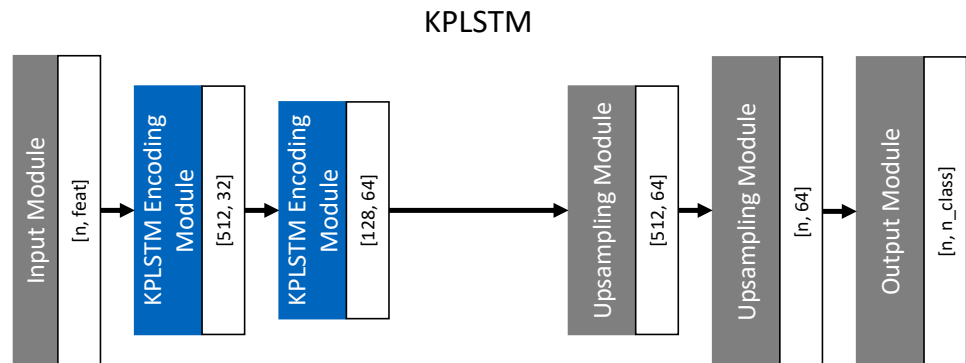 KPLSTM
Input Module
[n, feat]
KPLSTM Encoding
Module
[512, 32]
KPLSTM Encoding
Module
[128, 64]
Upsampling Module
[512, 64]
Upsampling Module
[n, 64]
Output Module
[n, n_class]